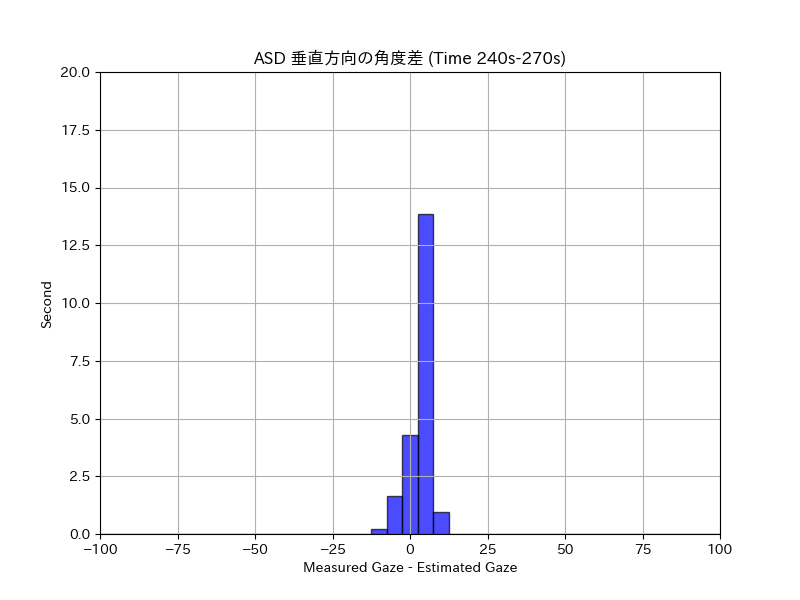 ASD 垂直方向の角度差 (Time 240s-270s)
20.0
17.5
15.0
12.5
10.0
7.5
5.0
2.5
0.0
Second
−100 −75 −50 −25 0 25 50 75 100
Measured Gaze - Estimated Gaze